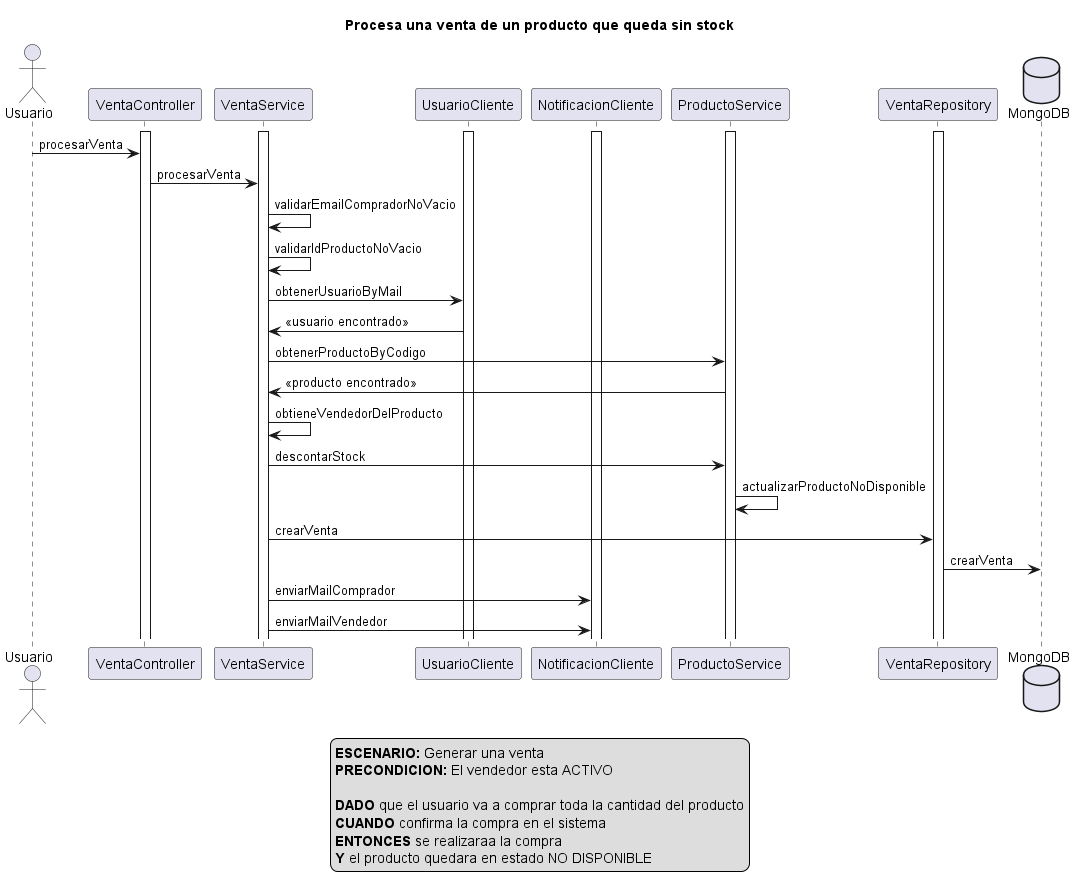 Procesa una venta de un producto que queda sin stock
Usuario
VentaController
VentaService
UsuarioCliente
NotificacionCliente
ProductoService
VentaRepository
MongoDB
procesarVenta
procesarVenta
validarEmailCompradorNoVacio
validarIdProductoNoVacio
obtenerUsuarioByMail
«usuario encontrado»
obtenerProductoByCodigo
«producto encontrado»
obtieneVendedorDelProducto
descontarStock
actualizarProductoNoDisponible
crearVenta
crearVenta
enviarMailComprador
enviarMailVendedor
Usuario
VentaController
VentaService
UsuarioCliente
NotificacionCliente
ProductoService
VentaRepository
MongoDB
ESCENARIO: Generar una venta
PRECONDICION: El vendedor esta ACTIVO
DADO que el usuario va a comprar toda la cantidad del producto
CUANDO confirma la compra en el sistema
ENTONCES se realizaraa la compra
Y el producto quedara en estado NO DISPONIBLE